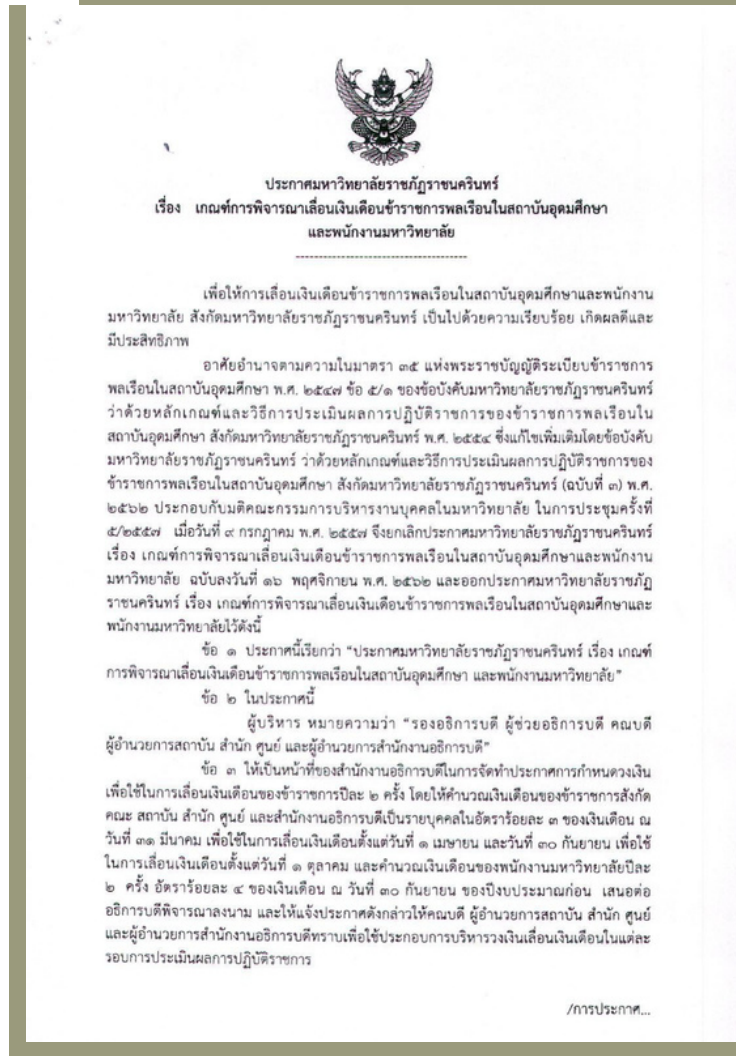 ประกาศมหาวิทยาลัยราชภัฏราชนครินทร์
เรื่อง เกณฑ์การพิจารณาเลื่อนเงินเดือนข้าราชการพลเรือนในสถาบันอุดมศึกษา
และพนักงานมหาวิทยาลัย
-------------------------------------
เพื่อให้การเลื่อนเงินเดือนข้าราชการพลเรือนในสถาบันอุดมศึกษาและพนักงาน
มหาวิทยาลัย สังกัดมหาวิทยาลัยราชภัฏราชนครินทร์ เป็นไปด้วยความเรียบร้อย เกิดผลดีและ
มีประสิทธิภาพ
อาศัยอำนาจตามความในมาตรา ๓๕ แห่งพระราชบัญญัติระเบียบข้าราชการ
พลเรือนในสถาบันอุดมศึกษา พ.ศ. ๒๕๔๗ ข้อ ๕/๑ ของข้อบังคับมหาวิทยาลัยราชภัฏราชนครินทร์
ว่าด้วยหลักเกณฑ์และวิธีการประเมินผลการปฏิบัติราชการของข้าราชการพลเรือนใน
สถาบันอุดมศึกษา สังกัดมหาวิทยาลัยราชภัฏราชนครินทร์ พ.ศ. ๒๕๕๔ ซึ่งแก้ไขเพิ่มเติมโดยข้อบังคับ
มหาวิทยาลัยราชภัฏราชนครินทร์ ว่าด้วยหลักเกณฑ์และวิธีการประเมินผลการปฏิบัติราชการของ
ข้าราชการพลเรือนในสถาบันอุดมศึกษา สังกัดมหาวิทยาลัยราชภัฏราชนครินทร์ (ฉบับที่ ๓) พ.ศ.
๒๕๖๒ ประกอบกับมติคณะกรรมการบริหารงานบุคคลในมหาวิทยาลัย ในการประชุมครั้งที่
๕/๒๕๕๗ เมื่อวันที่ ๙ กรกฎาคม พ.ศ. ๒๕๕๗ จึงยกเลิกประกาศมหาวิทยาลัยราชภัฏราชนครินทร์
เรื่อง เกณฑ์การพิจารณาเลื่อนเงินเดือนข้าราชการพลเรือนในสถาบันอุดมศึกษาและพนักงาน
มหาวิทยาลัย ฉบับลงวันที่ ๑๖ พฤศจิกายน พ.ศ. ๒๕๖๒ และออกประกาศมหาวิทยาลัยราชภัฏ
ราชนครินทร์ เรื่อง เกณฑ์การพิจารณาเลื่อนเงินเดือนข้าราชการพลเรือนในสถาบันอุดมศึกษาและ
พนักงานมหาวิทยาลัยไว้ดังนี้
ข้อ ๑ ประกาศนี้เรียกว่า “ประกาศมหาวิทยาลัยราชภัฏราชนครินทร์ เรื่อง เกณฑ์
การพิจารณาเลื่อนเงินเดือนข้าราชการพลเรือนในสถาบันอุดมศึกษา และพนักงานมหาวิทยาลัย”
ข้อ ๒ ในประกาศนี้
ผู้บริหาร หมายความว่า “รองอธิการบดี ผู้ช่วยอธิการบดี คณบดี
ผู้อำนวยการสถาบัน สำนัก ศูนย์ และผู้อำนวยการสำนักงานอธิการบดี”
ข้อ ๓ ให้เป็นหน้าที่ของสำนักงานอธิการบดีในการจัดทำประกาศการกำหนดวงเงิน
เพื่อใช้ในการเลื่อนเงินเดือนของข้าราชการปีละ ๒ ครั้ง โดยให้คำนวณเงินเดือนของข้าราชการสังกัด
คณะ สถาบัน สำนัก ศูนย์ และสำนักงานอธิการบดีเป็นรายบุคคลในอัตราร้อยละ ๓ ของเงินเดือน ณ
วันที่ ๓๑ มีนาคม เพื่อใช้ในการเลื่อนเงินเดือนตั้งแต่วันที่ ๑ เมษายน และวันที่ ๓๐ กันยายน เพื่อใช้
ในการเลื่อนเงินเดือนตั้งแต่วันที่ ๑ ตุลาคม และคำนวณเงินเดือนของพนักงานมหาวิทยาลัยปีละ
๒ ครั้ง อัตราร้อยละ ๔ ของเงินเดือน ณ วันที่ ๓๐ กันยายน ของปีงบประมาณก่อน เสนอต่อ
อธิการบดีพิจารณาลงนาม และให้แจ้งประกาศดังกล่าวให้คณบดี ผู้อำนวยการสถาบัน สำนัก ศูนย์
และผู้อำนวยการสำนักงานอธิการบดีทราบเพื่อใช้ประกอบการบริหารวงเงินเลื่อนเงินเดือนในแต่ละ
รอบการประเมินผลการปฏิบัติราชการ
/การประกาศ...